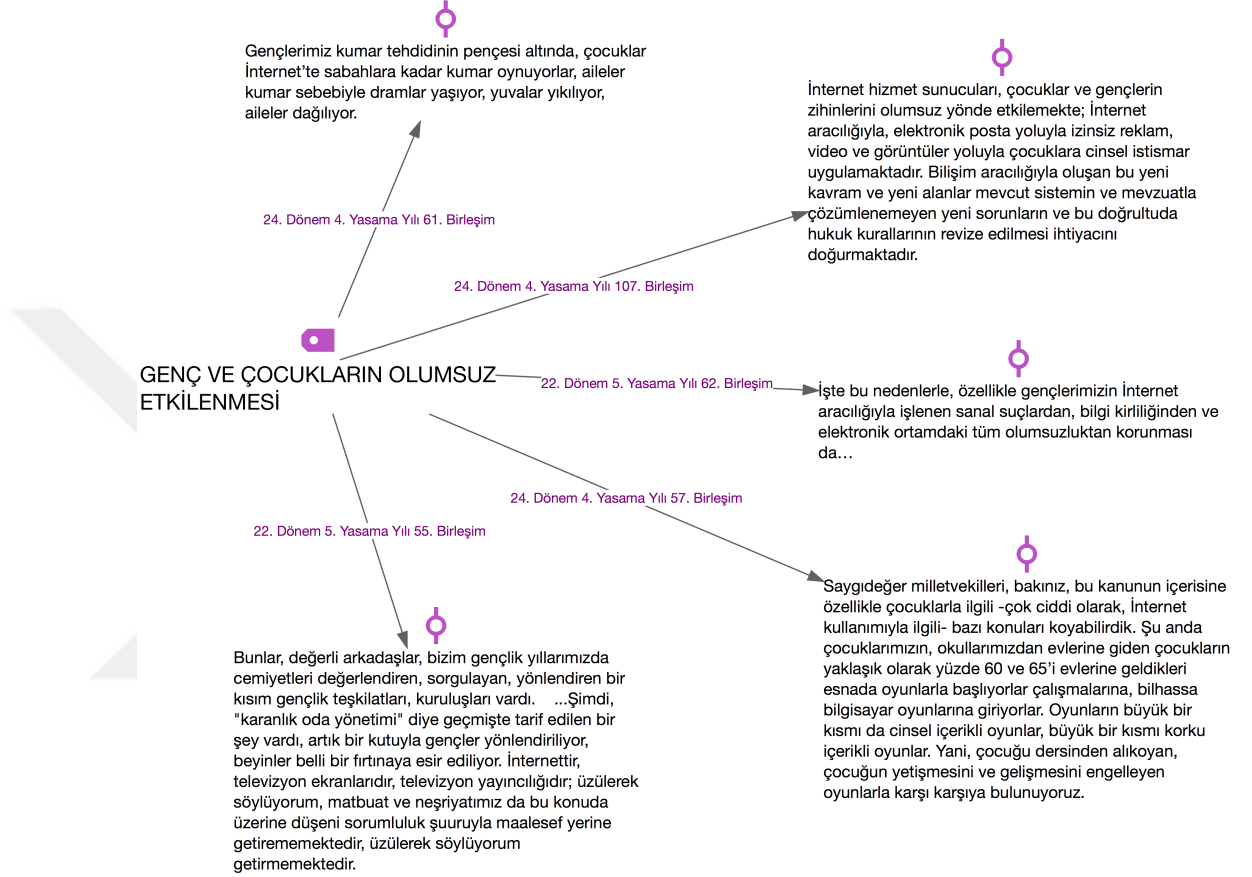 Gençlerimiz kumar tehdidinin pençesi altında, çocuklar
İnternet’te sabahlara kadar kumar oynuyorlar, aileler
kumar sebebiyle dramlar yaşıyor, yuvalar yıkılıyor,
aileler dağılıyor.
İnternet hizmet sunucuları, çocuklar ve gençlerin
zihinlerini olumsuz yönde etkilemekte; İnternet
aracılığıyla, elektronik posta yoluyla izinsiz reklam,
video ve görüntüler yoluyla çocuklara cinsel istismar
uygulamaktadır. Bilişim aracılığıyla oluşan bu yeni
kavram ve yeni alanlar mevcut sistemin ve mevzuatla
çözümlenemeyen yeni sorunların ve bu doğrultuda
hukuk kurallarının revize edilmesi ihtiyacını
doğurmaktadır.
24. Dönem 4. Yasama Yılı 61. Birleşim
24. Dönem 4. Yasama Yılı 107. Birleşim
GENÇ VE ÇOCUKLARIN OLUMSUZ
ETKİLENMESİ
22. Dönem 5. Yasama Yılı 62. Birleşim
İşte bu nedenlerle, özellikle gençlerimizin İnternet
aracılığıyla işlenen sanal suçlardan, bilgi kirliliğinden ve
elektronik ortamdaki tüm olumsuzluktan korunması
da…
24. Dönem 4. Yasama Yılı 57. Birleşim
22. Dönem 5. Yasama Yılı 55. Birleşim
Saygıdeğer milletvekilleri, bakınız, bu kanunun içerisine
özellikle çocuklarla ilgili -çok ciddi olarak, İnternet
kullanımıyla ilgili- bazı konuları koyabilirdik. Şu anda
çocuklarımızın, okullarımızdan evlerine giden çocukların
yaklaşık olarak yüzde 60 ve 65’i evlerine geldikleri
esnada oyunlarla başlıyorlar çalışmalarına, bilhassa
bilgisayar oyunlarına giriyorlar. Oyunların büyük bir
kısmı da cinsel içerikli oyunlar, büyük bir kısmı korku
içerikli oyunlar. Yani, çocuğu dersinden alıkoyan,
çocuğun yetişmesini ve gelişmesini engelleyen
oyunlarla karşı karşıya bulunuyoruz.
Bunlar, değerli arkadaşlar, bizim gençlik yıllarımızda
cemiyetleri değerlendiren, sorgulayan, yönlendiren bir
kısım gençlik teşkilatları, kuruluşları vardı. ...Şimdi,
"karanlık oda yönetimi" diye geçmişte tarif edilen bir
şey vardı, artık bir kutuyla gençler yönlendiriliyor,
beyinler belli bir fırtınaya esir ediliyor. İnternettir,
televizyon ekranlarıdır, televizyon yayıncılığıdır; üzülerek
söylüyorum, matbuat ve neşriyatımız da bu konuda
üzerine düşeni sorumluluk şuuruyla maalesef yerine
getirememektedir, üzülerek söylüyorum
getirmemektedir.